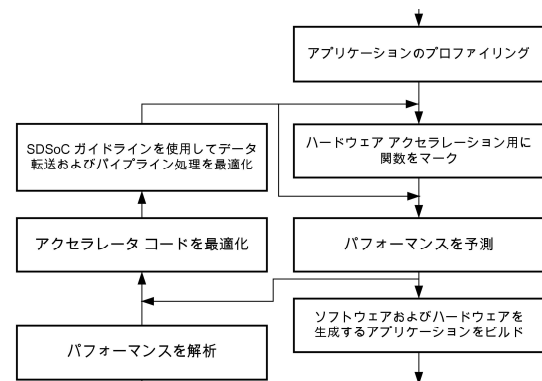 アプリケーションのプロファイリング
SDSoC ガイドラインを使用してデータ
転送およびパイプライン処理を最適化
ハードウェア アクセラレーション用に
関数をマーク
アクセラレータ コードを最適化
パフォーマンスを予測
ソフトウェアおよびハードウェアを
生成するアプリケーションをビルド
パフォーマンスを解析